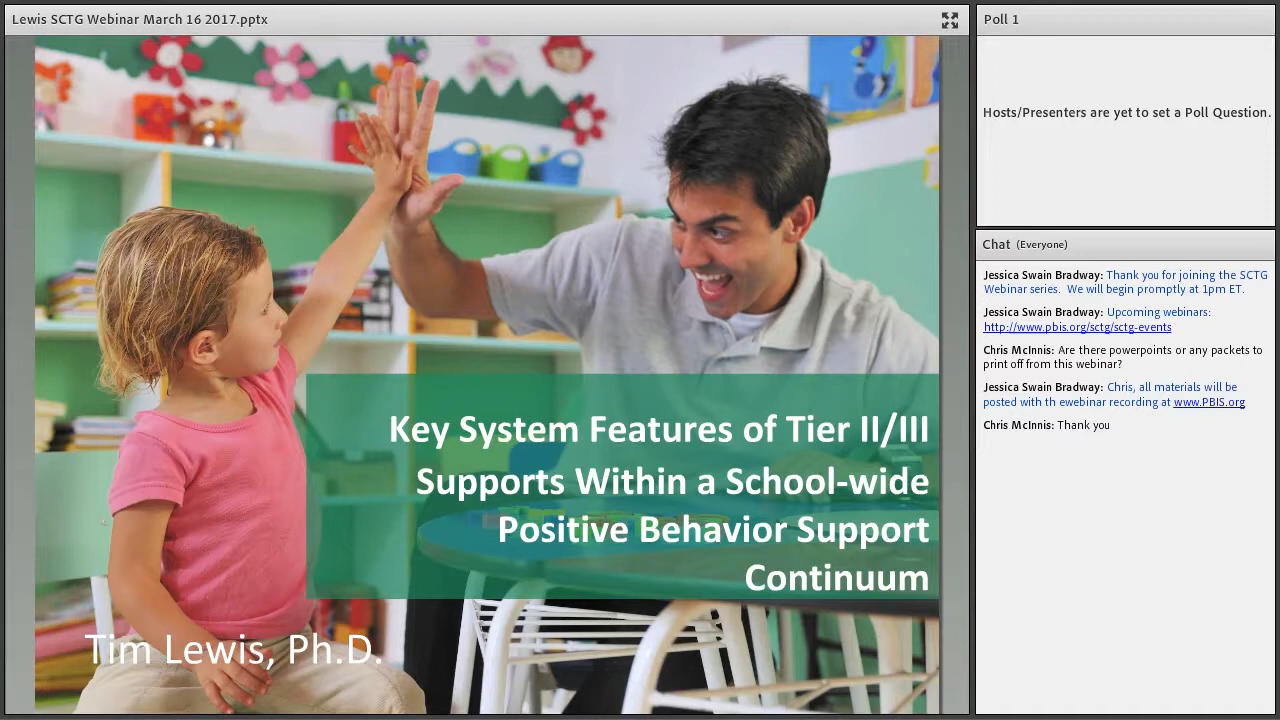 Lewis SCTG Webinar March 16 2017.pptx
Key System Features of Tier II/III
Supports Within a School-wide
Positive Behavior Support
Continuum
Tim Lewis, Ph.D.
Poll 1
Hosts/Presenters are yet to set a Poll Question.
Chat (Everyone)
Jessica Swain Bradway: Thank you for joining the SCTG
Webinar series. We will begin promptly at 1pm ET.
Jessica Swain Bradway: Upcoming webinars:
http://www.pbis.org/sctg/sctg-events
Chris McInnis: Are there powerpoints or any packets to
print off from this webinar?
Jessica Swain Bradway: Chris, all materials will be
posted with th ewebinar recording at www.PBIS.org
Chris McInnis: Thank you